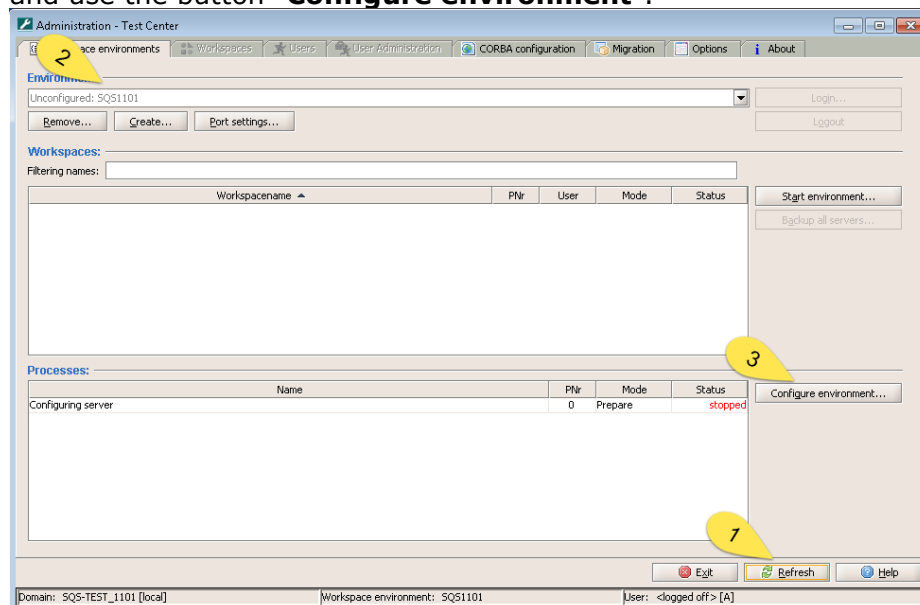 and use the button "Configure environment".
Administration - Test Center
ace environments Workspaces Users User Administration CORBA configuration Migration Options About
2
Unconfigured: SQS1101 Login...
Remove... Create... Port settings... Logout
Workspaces:
Filtering names:
Workspacename PNr User Mode Status Start environment...
Backup all servers...
3
Processes:
Name PNr Mode Status Configure environment...
Configuring server 0 Prepare stopped
1
Exit Refresh Help
Domain: SQS-TEST_1101 [local] Workspace environment: SQS1101 User: <logged off> [A]